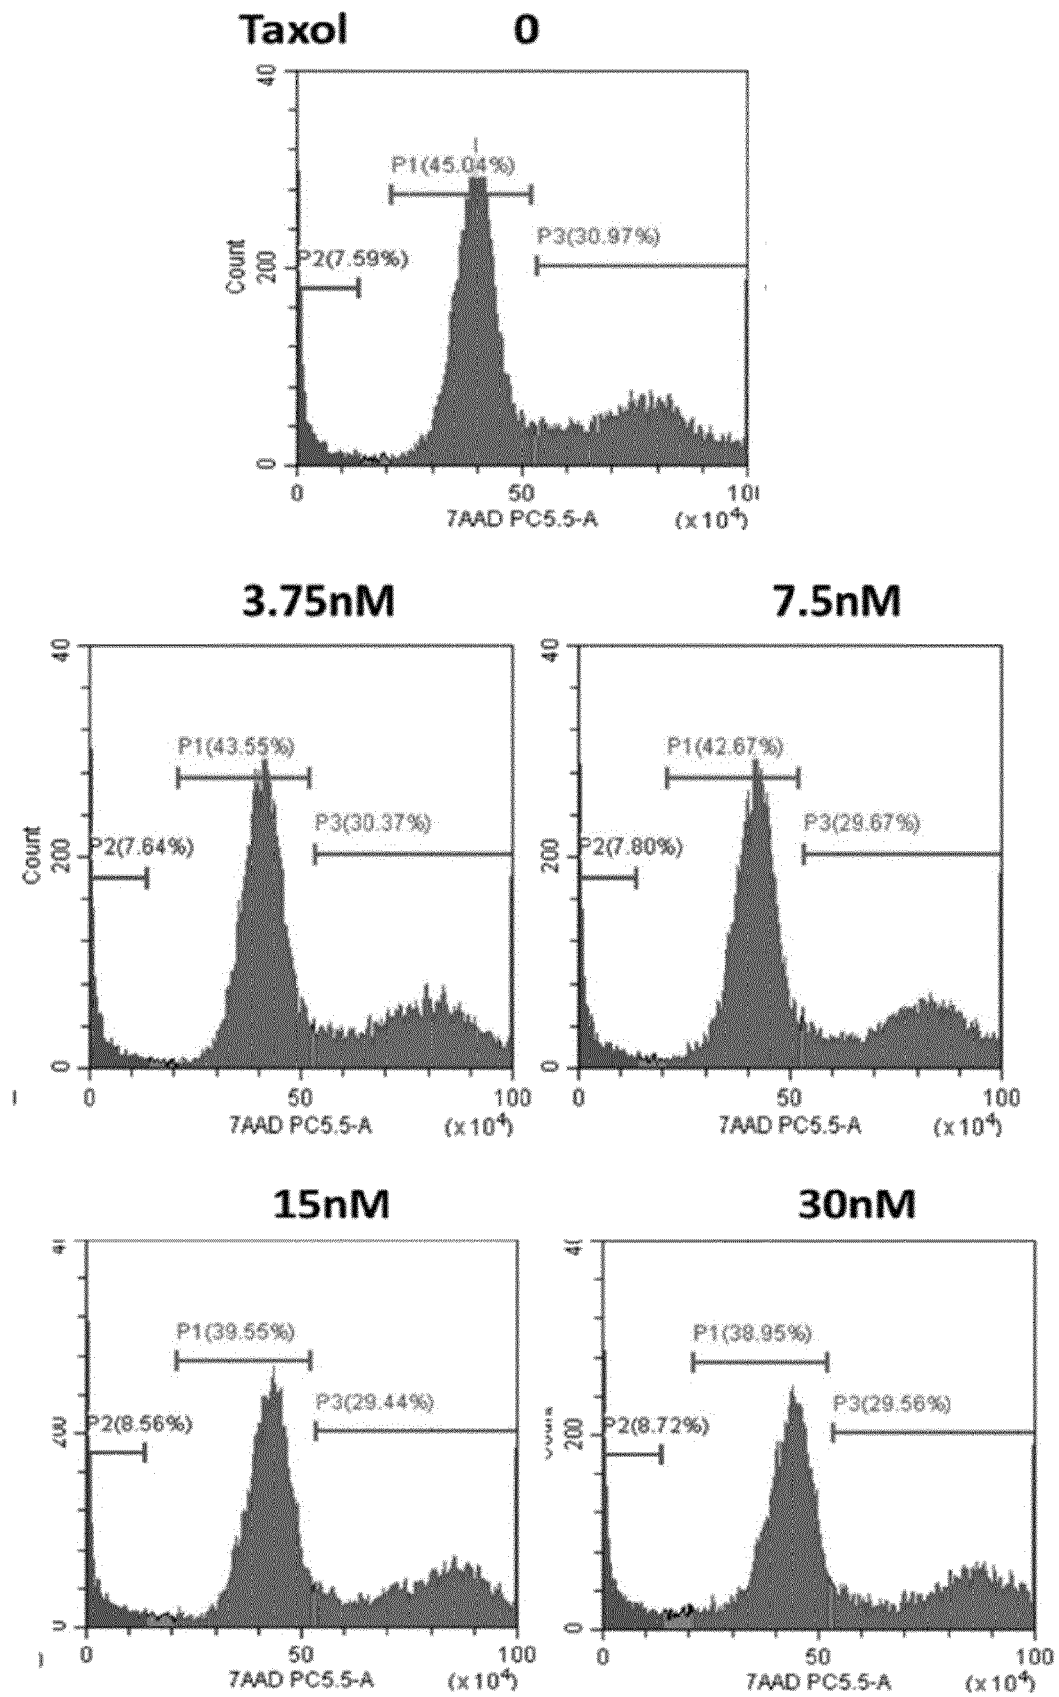 Taxol 0
40
P1(45.04%)
P3(30.97%)
P2(7.59%)
Count
200
0
0 50 10
7AAD PC5.5-A (x10⁴)
3.75nM 7.5nM
40 40
P1(43.55%) P1(42.67%)
P3(30.37%) P3(29.67%)
P2(7.64%) P2(7.80%)
Count
200 200
0 0
0 50 100 0 50 100
7AAD PC5.5-A (x10⁴) 7AAD PC5.5-A (x10⁴)
15nM 30nM
P1(39.55%) P1(38.95%)
P3(29.44%) P3(29.56%)
P2(8.56%) P2(8.72%)
200 200
0 0
0 50 100 0 50 100
7AAD PC5.5-A (x10⁴) 7AAD PC5.5-A (x10⁴)